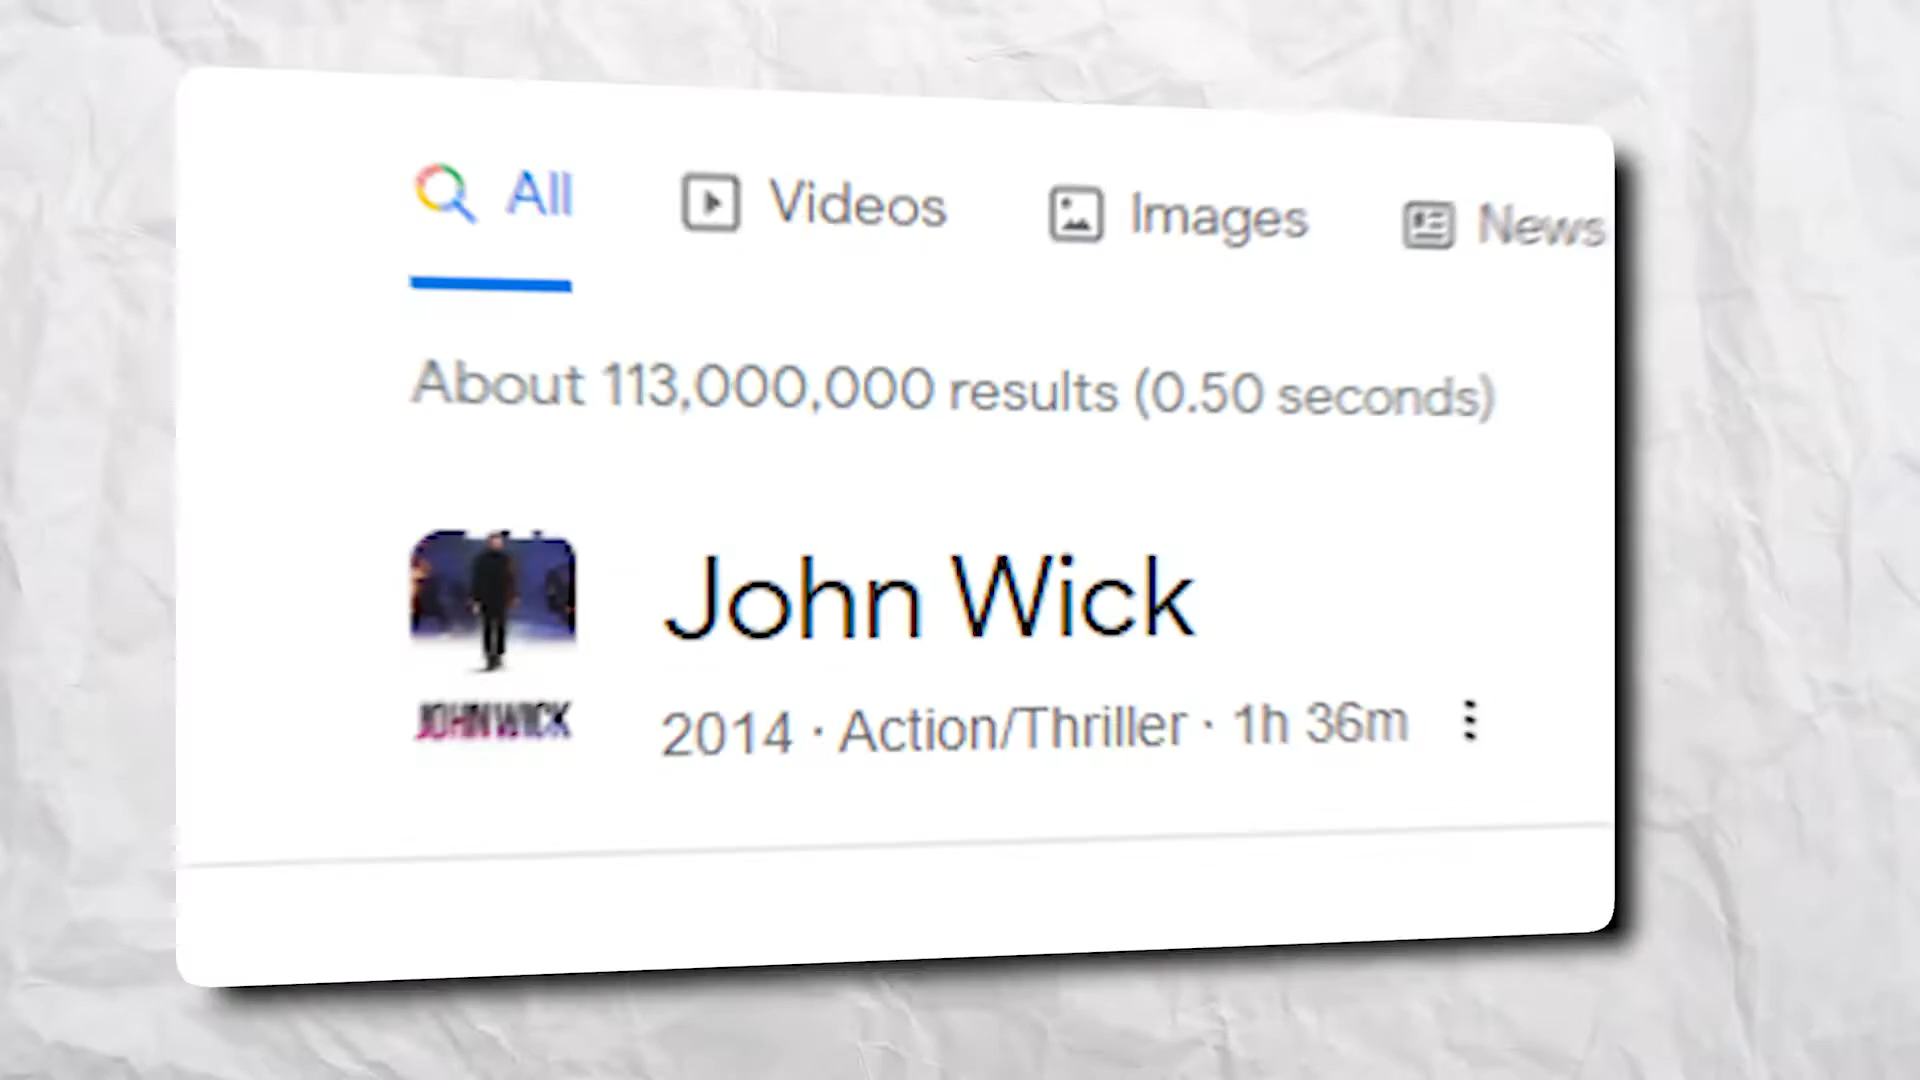 All Videos Images News
About 113,000,000 results (0.50 seconds)
John Wick
JOHN WICK
2014 · Action/Thriller · 1h 36m